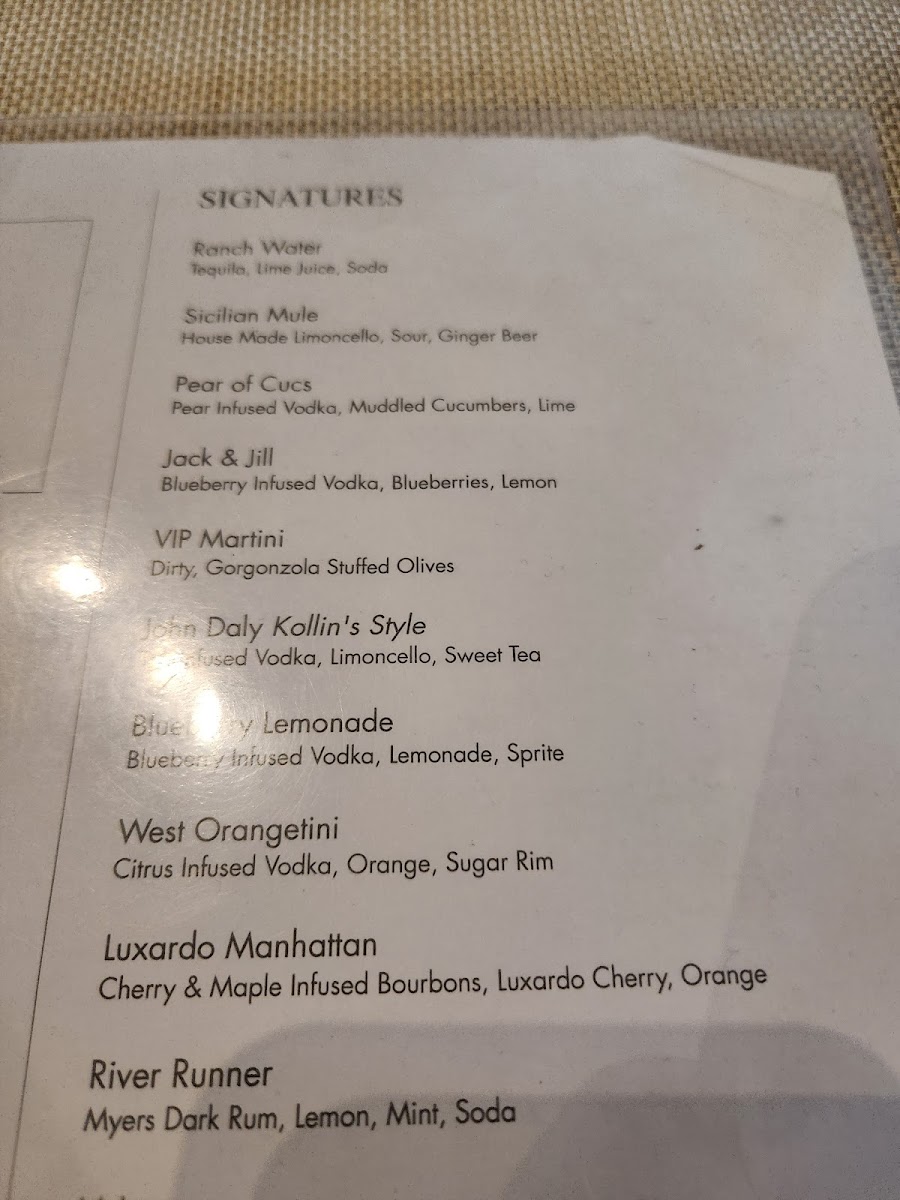 SIGNATURES
Ranch Water
Tequila, Lime Juice, Soda
Sicilian Mule
House Made Limoncello, Sour, Ginger Beer
Pear of Cucs
Pear Infused Vodka, Muddled Cucumbers, Lime
Jack & Jill
Blueberry Infused Vodka, Blueberries, Lemon
VIP Martini
Dirty, Gorgonzola Stuffed Olives
John Daly Kollin's Style
Vodka, Limoncello, Sweet Tea
Blueberry Lemonade
Blueberry Infused Vodka, Lemonade, Sprite
West Orangetini
Citrus Infused Vodka, Orange, Sugar Rim
Luxardo Manhattan
Cherry & Maple Infused Bourbons, Luxardo Cherry, Orange
River Runner
Myers Dark Rum, Lemon, Mint, Soda